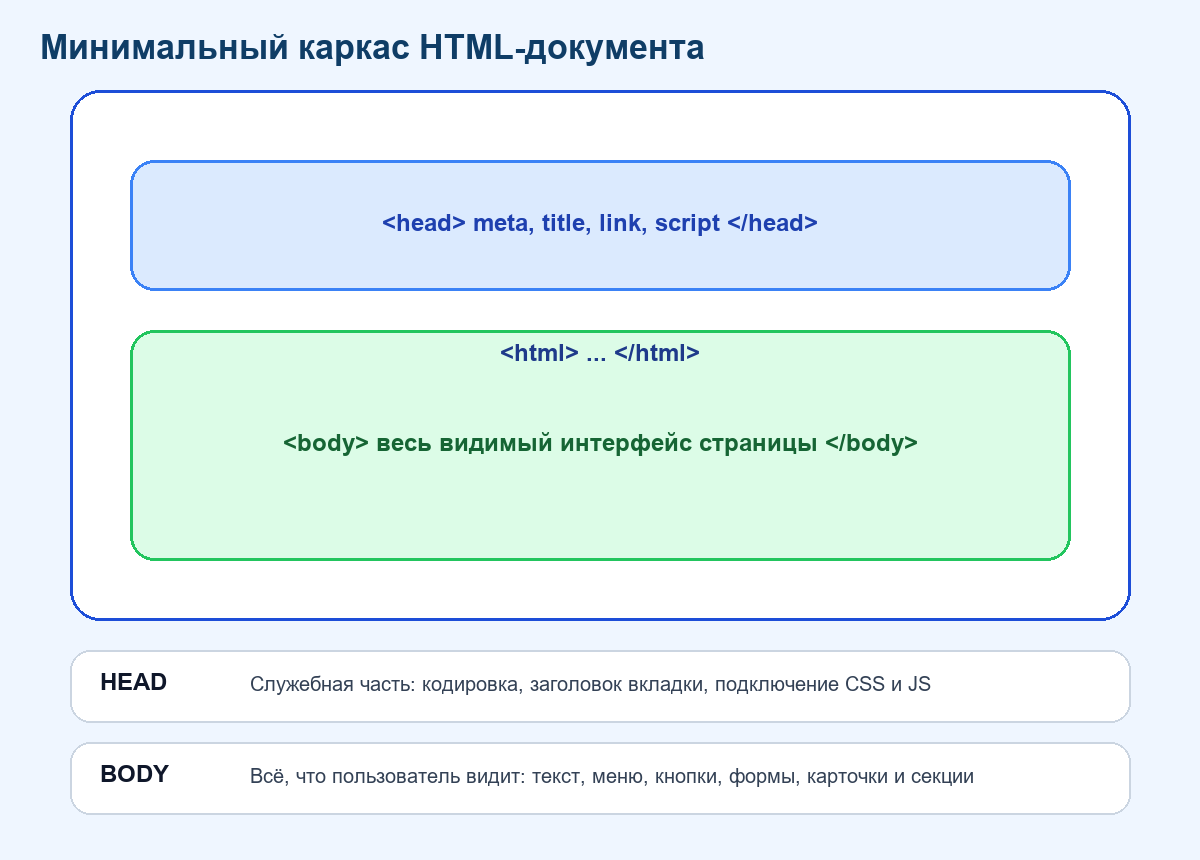 Минимальный каркас HTML-документа
<head> meta, title, link, script </head>
<html> ... </html>
<body> весь видимый интерфейс страницы </body>
HEAD Служебная часть: кодировка, заголовок вкладки, подключение CSS и JS
BODY Всё, что пользователь видит: текст, меню, кнопки, формы, карточки и секции